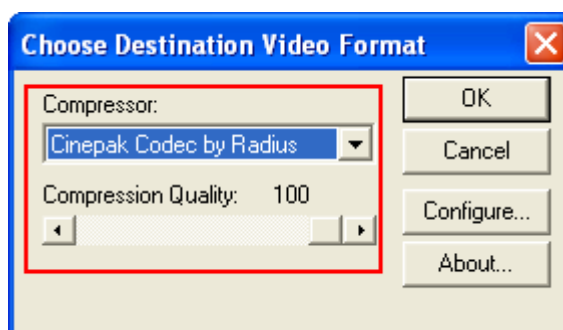 Choose Destination Video Format
Compressor:
Cinepak Codec by Radius
Compression Quality: 100
OK
Cancel
Configure...
About...